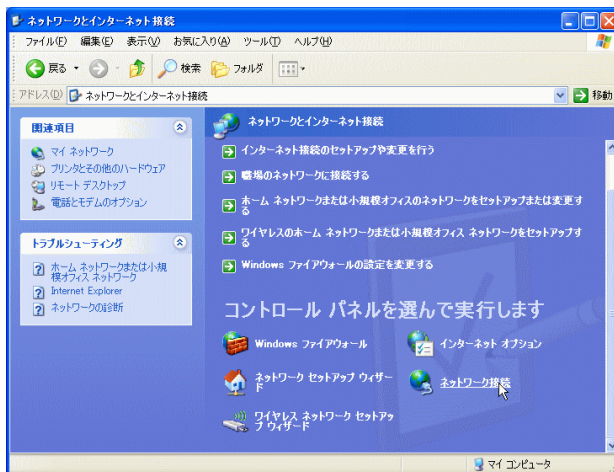 ネットワークとインターネット接続
ファイル(F) 編集(E) 表示(V) お気に入り(A) ツール(T) ヘルプ(H)
戻る 検索 フォルダ
アドレス(D) ネットワークとインターネット接続 移動
関連項目
マイ ネットワーク
プリンタとその他のハードウェア
リモート デスクトップ
電話とモデムのオプション
トラブルシューティング
ホーム ネットワークまたは小規
模オフィス ネットワーク
Internet Explorer
ネットワークの診断
ネットワークとインターネット接続
インターネット接続のセットアップや変更を行う
職場のネットワークに接続する
ホーム ネットワークまたは小規模オフィスのネットワークをセットアップまたは変更す
る
ワイヤレスのホーム ネットワークまたは小規模オフィス ネットワークをセットアップす
る
Windows ファイアウォールの設定を変更する
コントロール パネルを選んで実行します
Windows ファイアウォール
インターネット オプション
ネットワーク セットアップ ウィザー
ド
ネットワーク接続
ワイヤレス ネットワーク セットアッ
プ ウィザード
マイ コンピュータ